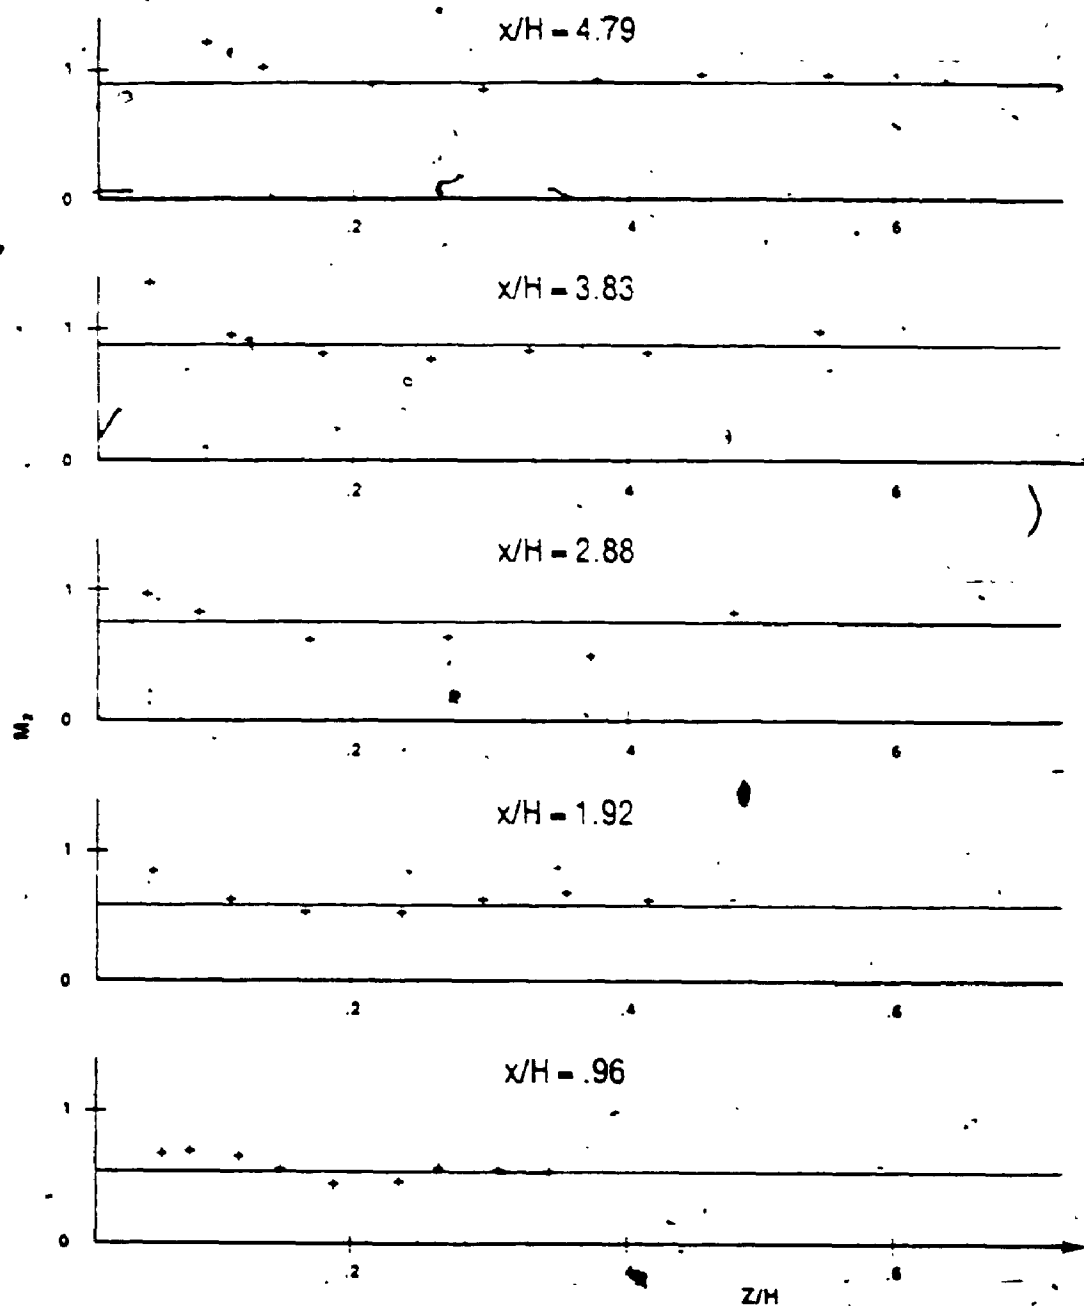 x/H = 4.79
1
0
.2 .4 .6
x/H = 3.83
1
0
.2 .4 .6
x/H = 2.88
1
0
.2 .4 .6
M₂
x/H = 1.92
1
0
.2 .4 .6
x/H = .96
1
0
.2 .6
Z/H